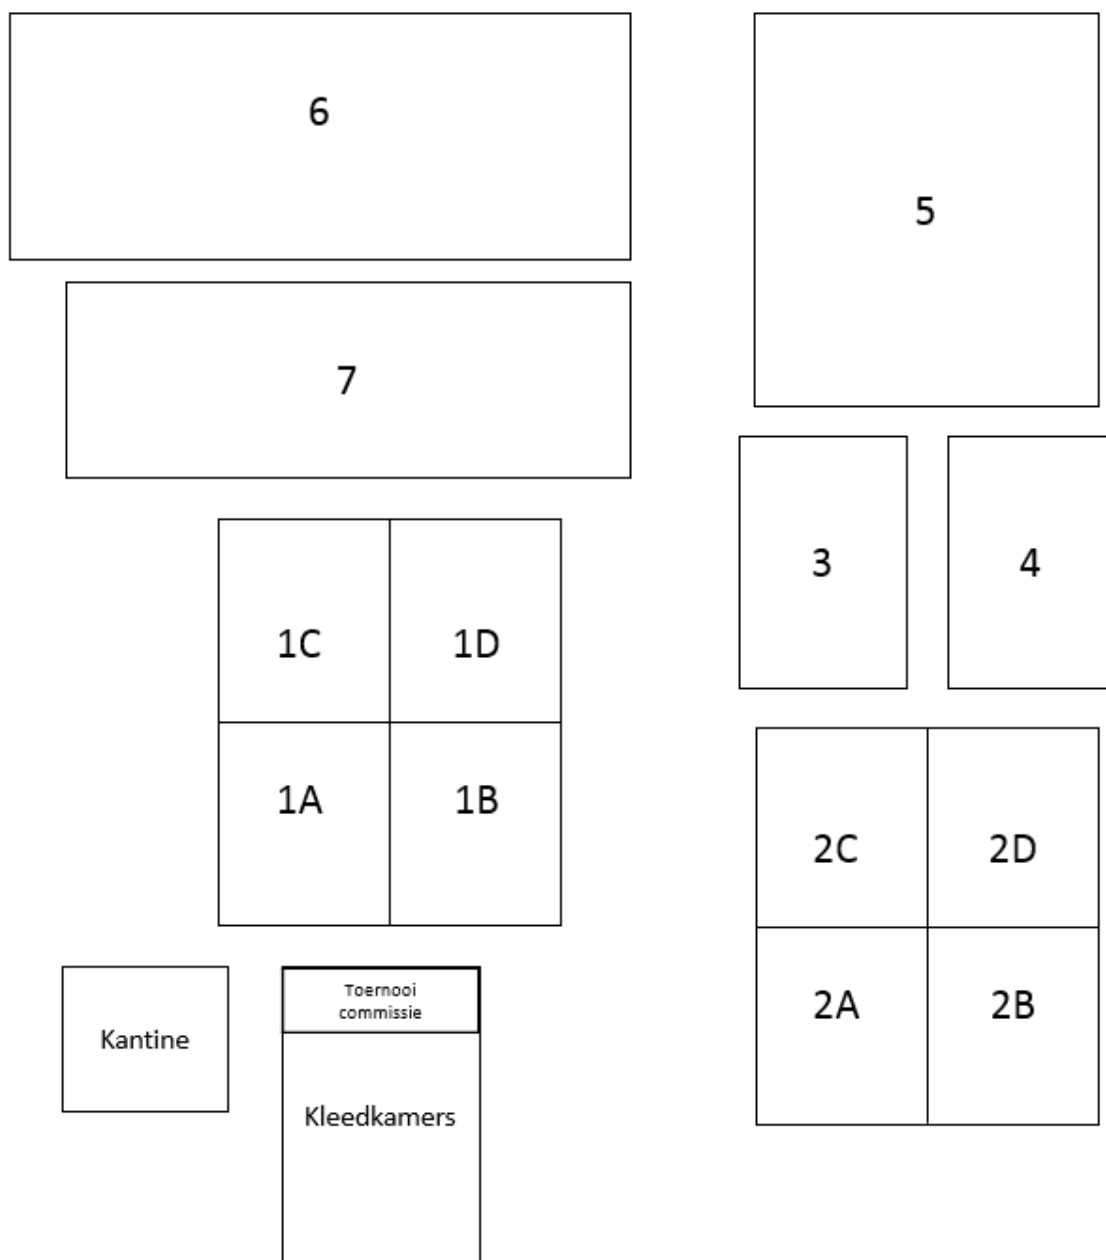 6
5
7
3
4
1C
1D
1A
1B
2C
2D
2A
2B
Toernooi
commissie
Kantine
Kleedkamers